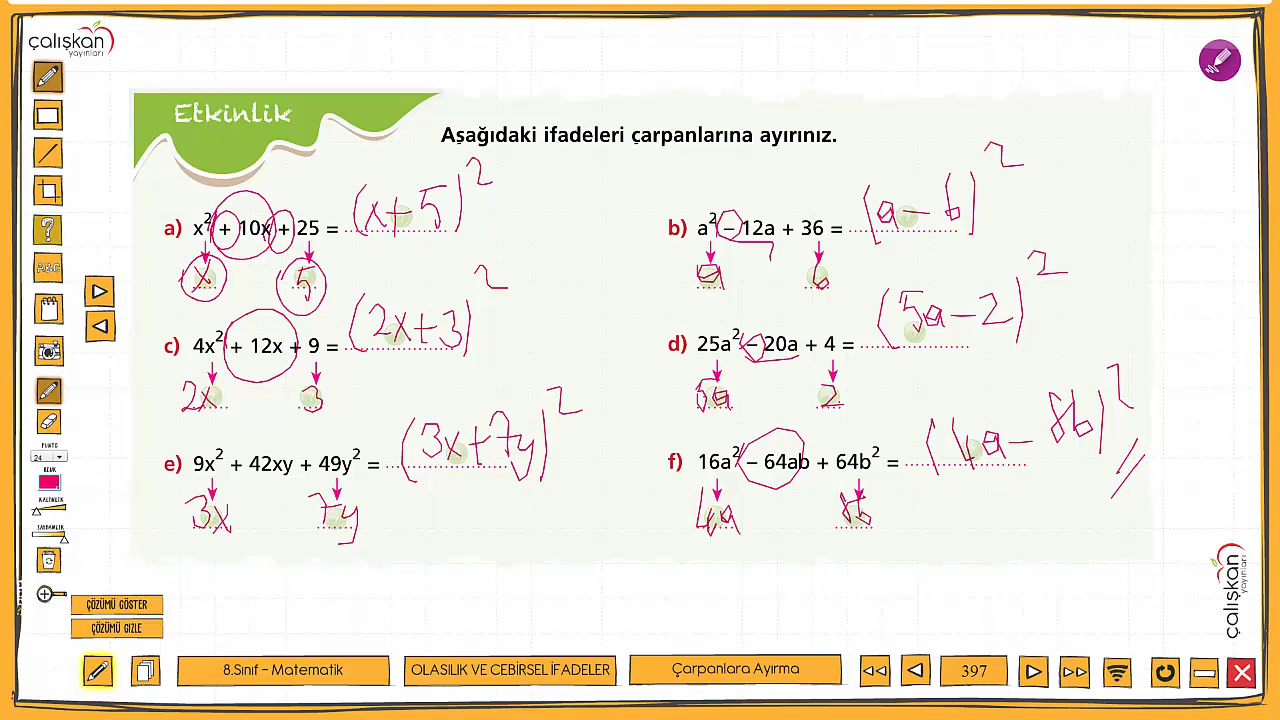 çalışkan
yayınları
Etkinlik
Aşağıdaki ifadeleri çarpanlarına ayırınız.
a) x² + 10x + 25 = (x+5)²
x 5
b) a² − 12a + 36 = (a−6)²
a 6
c) 4x² + 12x + 9 = (2x+3)²
2x 3
d) 25a² − 20a + 4 = (5a−2)²
5a 2
e) 9x² + 42xy + 49y² = (3x+7y)²
3x 7y
f) 16a² − 64ab + 64b² = (4a−8b)²
4a 8b
ABC
PUNTO
24
RENK
KALINLIK
SAYDAMLIK
ÇÖZÜMÜ GÖSTER
ÇÖZÜMÜ GİZLE
çalışkan
yayınları
8.Sınıf – Matematik
OLASILIK VE CEBİRSEL İFADELER
Çarpanlara Ayırma
397